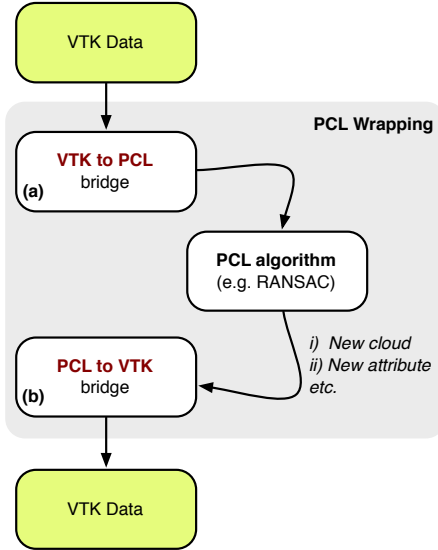 VTK Data
PCL Wrapping
VTK to PCL
bridge
(a)
PCL algorithm
(e.g. RANSAC)
i) New cloud
ii) New attribute
etc.
PCL to VTK
bridge
(b)
VTK Data